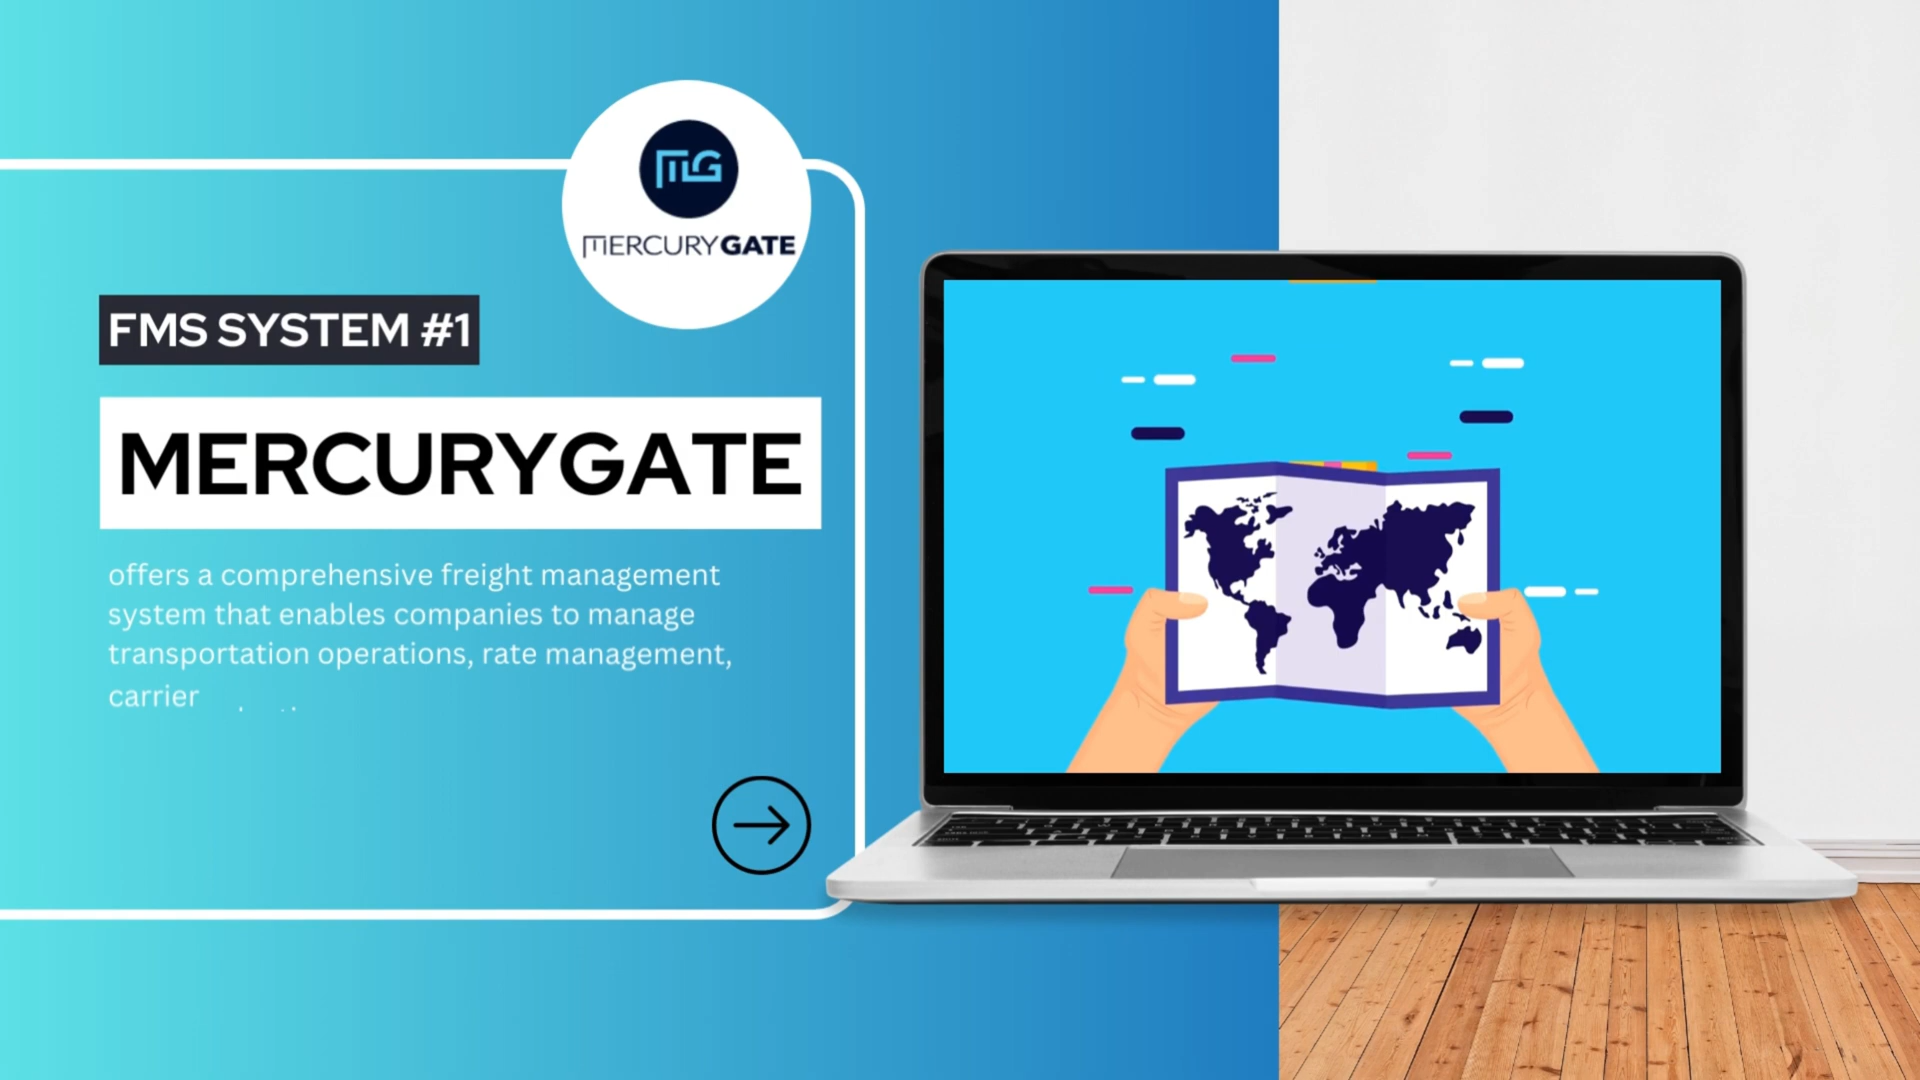 MERCURYGATE
FMS SYSTEM #1
MERCURYGATE
offers a comprehensive freight management
system that enables companies to manage
transportation operations, rate management,
carrier